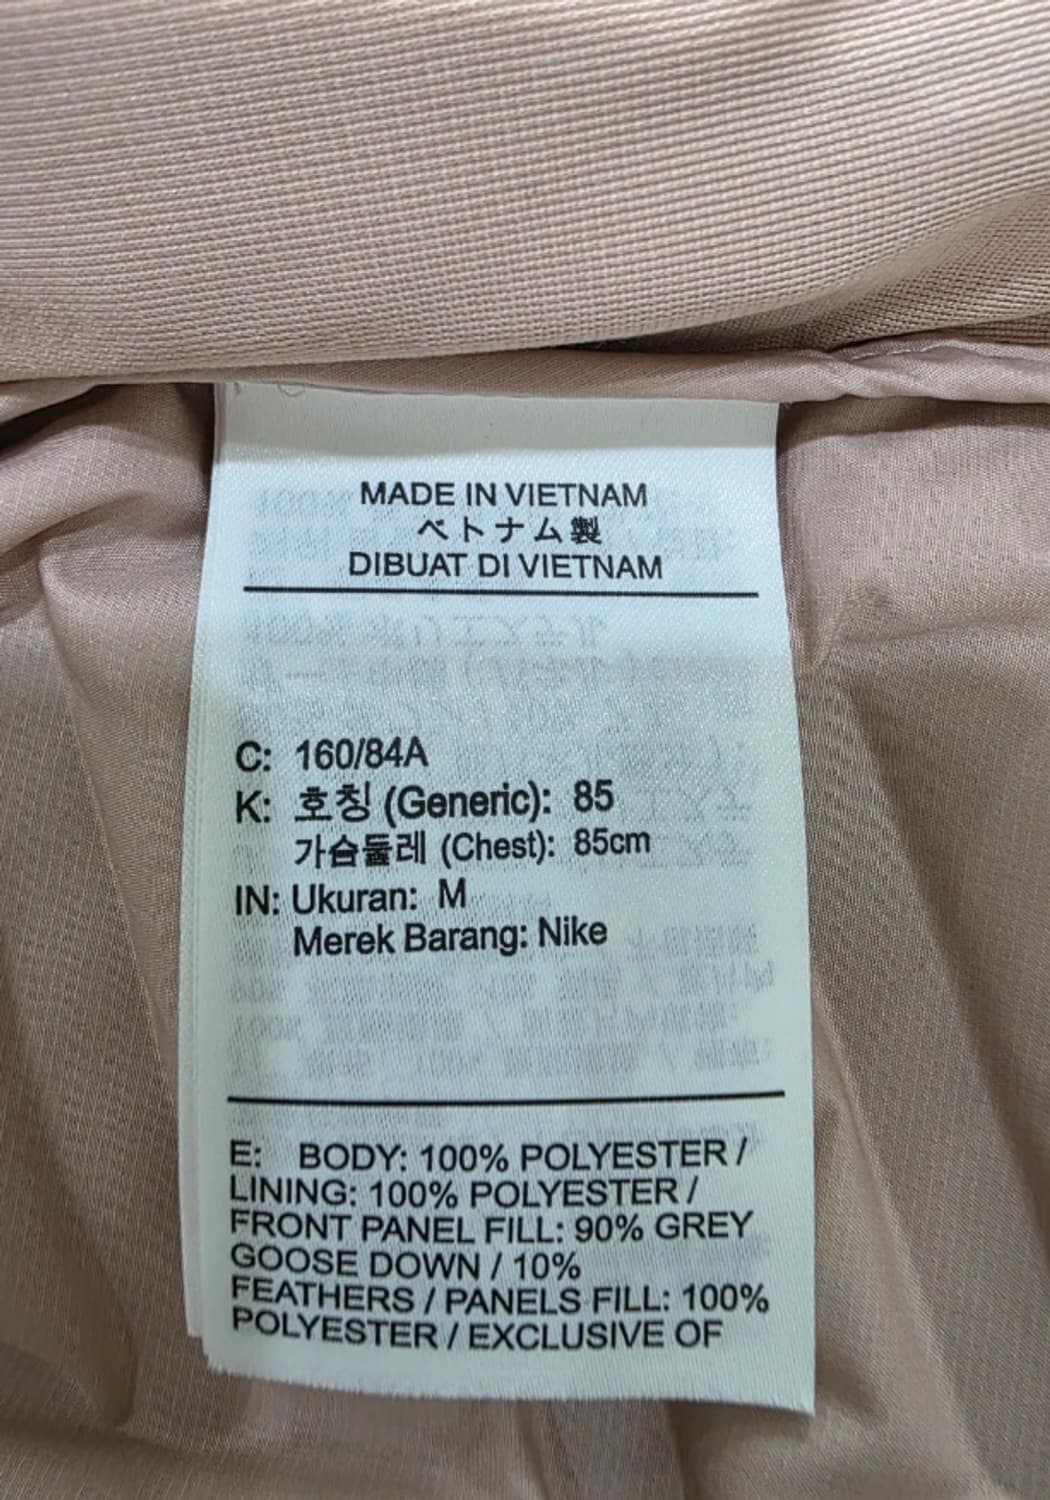 MADE IN VIETNAM
ベトナム製
DIBUAT DI VIETNAM
C: 160/84A
K: 호칭 (Generic): 85
가슴둘레 (Chest): 85cm
IN: Ukuran: M
Merek Barang: Nike
E: BODY: 100% POLYESTER /
LINING: 100% POLYESTER /
FRONT PANEL FILL: 90% GREY
GOOSE DOWN / 10%
FEATHERS / PANELS FILL: 100%
POLYESTER / EXCLUSIVE OF